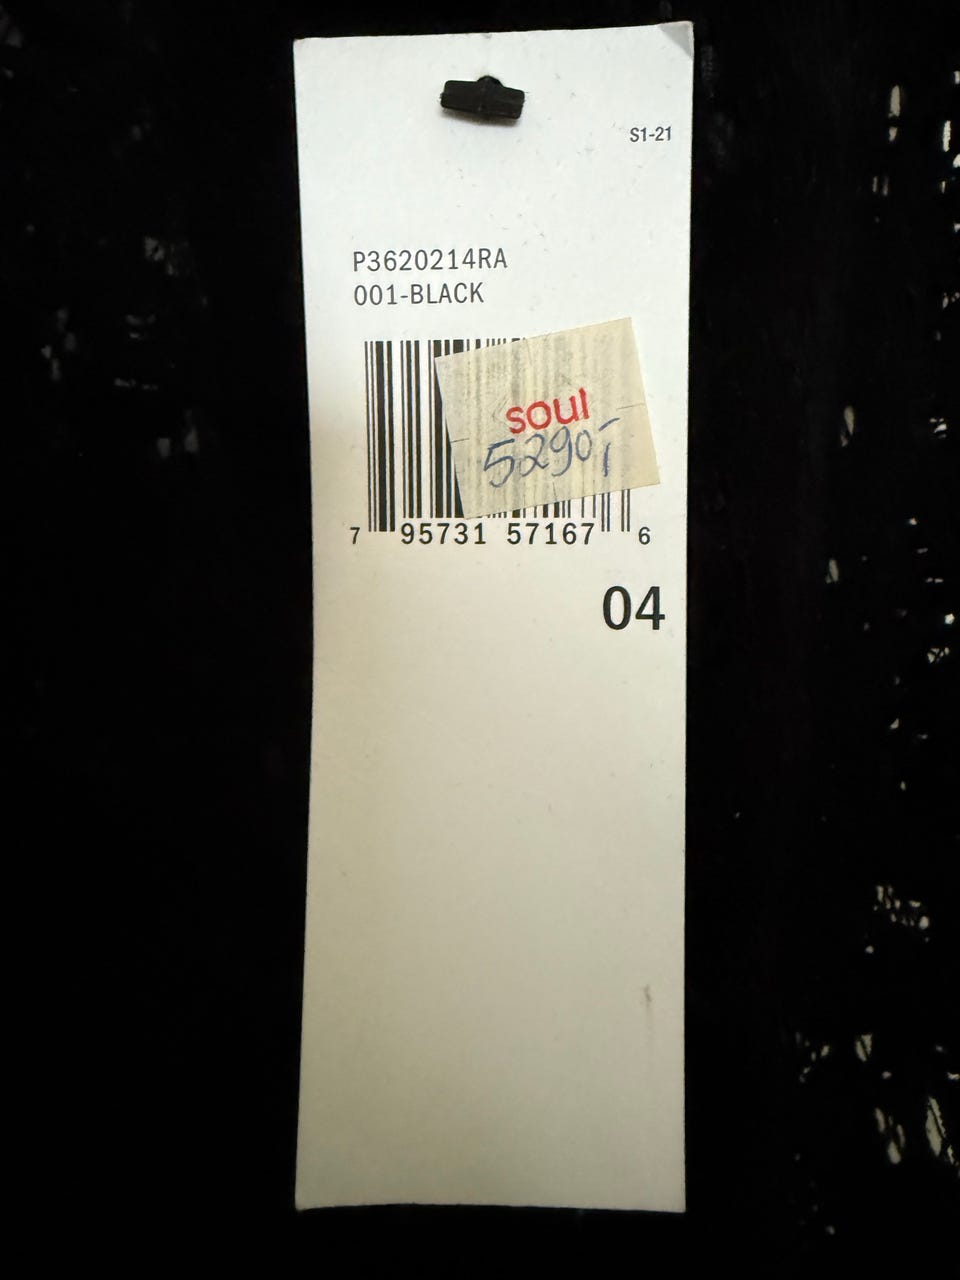 S1-21
P3620214RA
001-BLACK
soul
5290,-
7 95731 57167 6
04